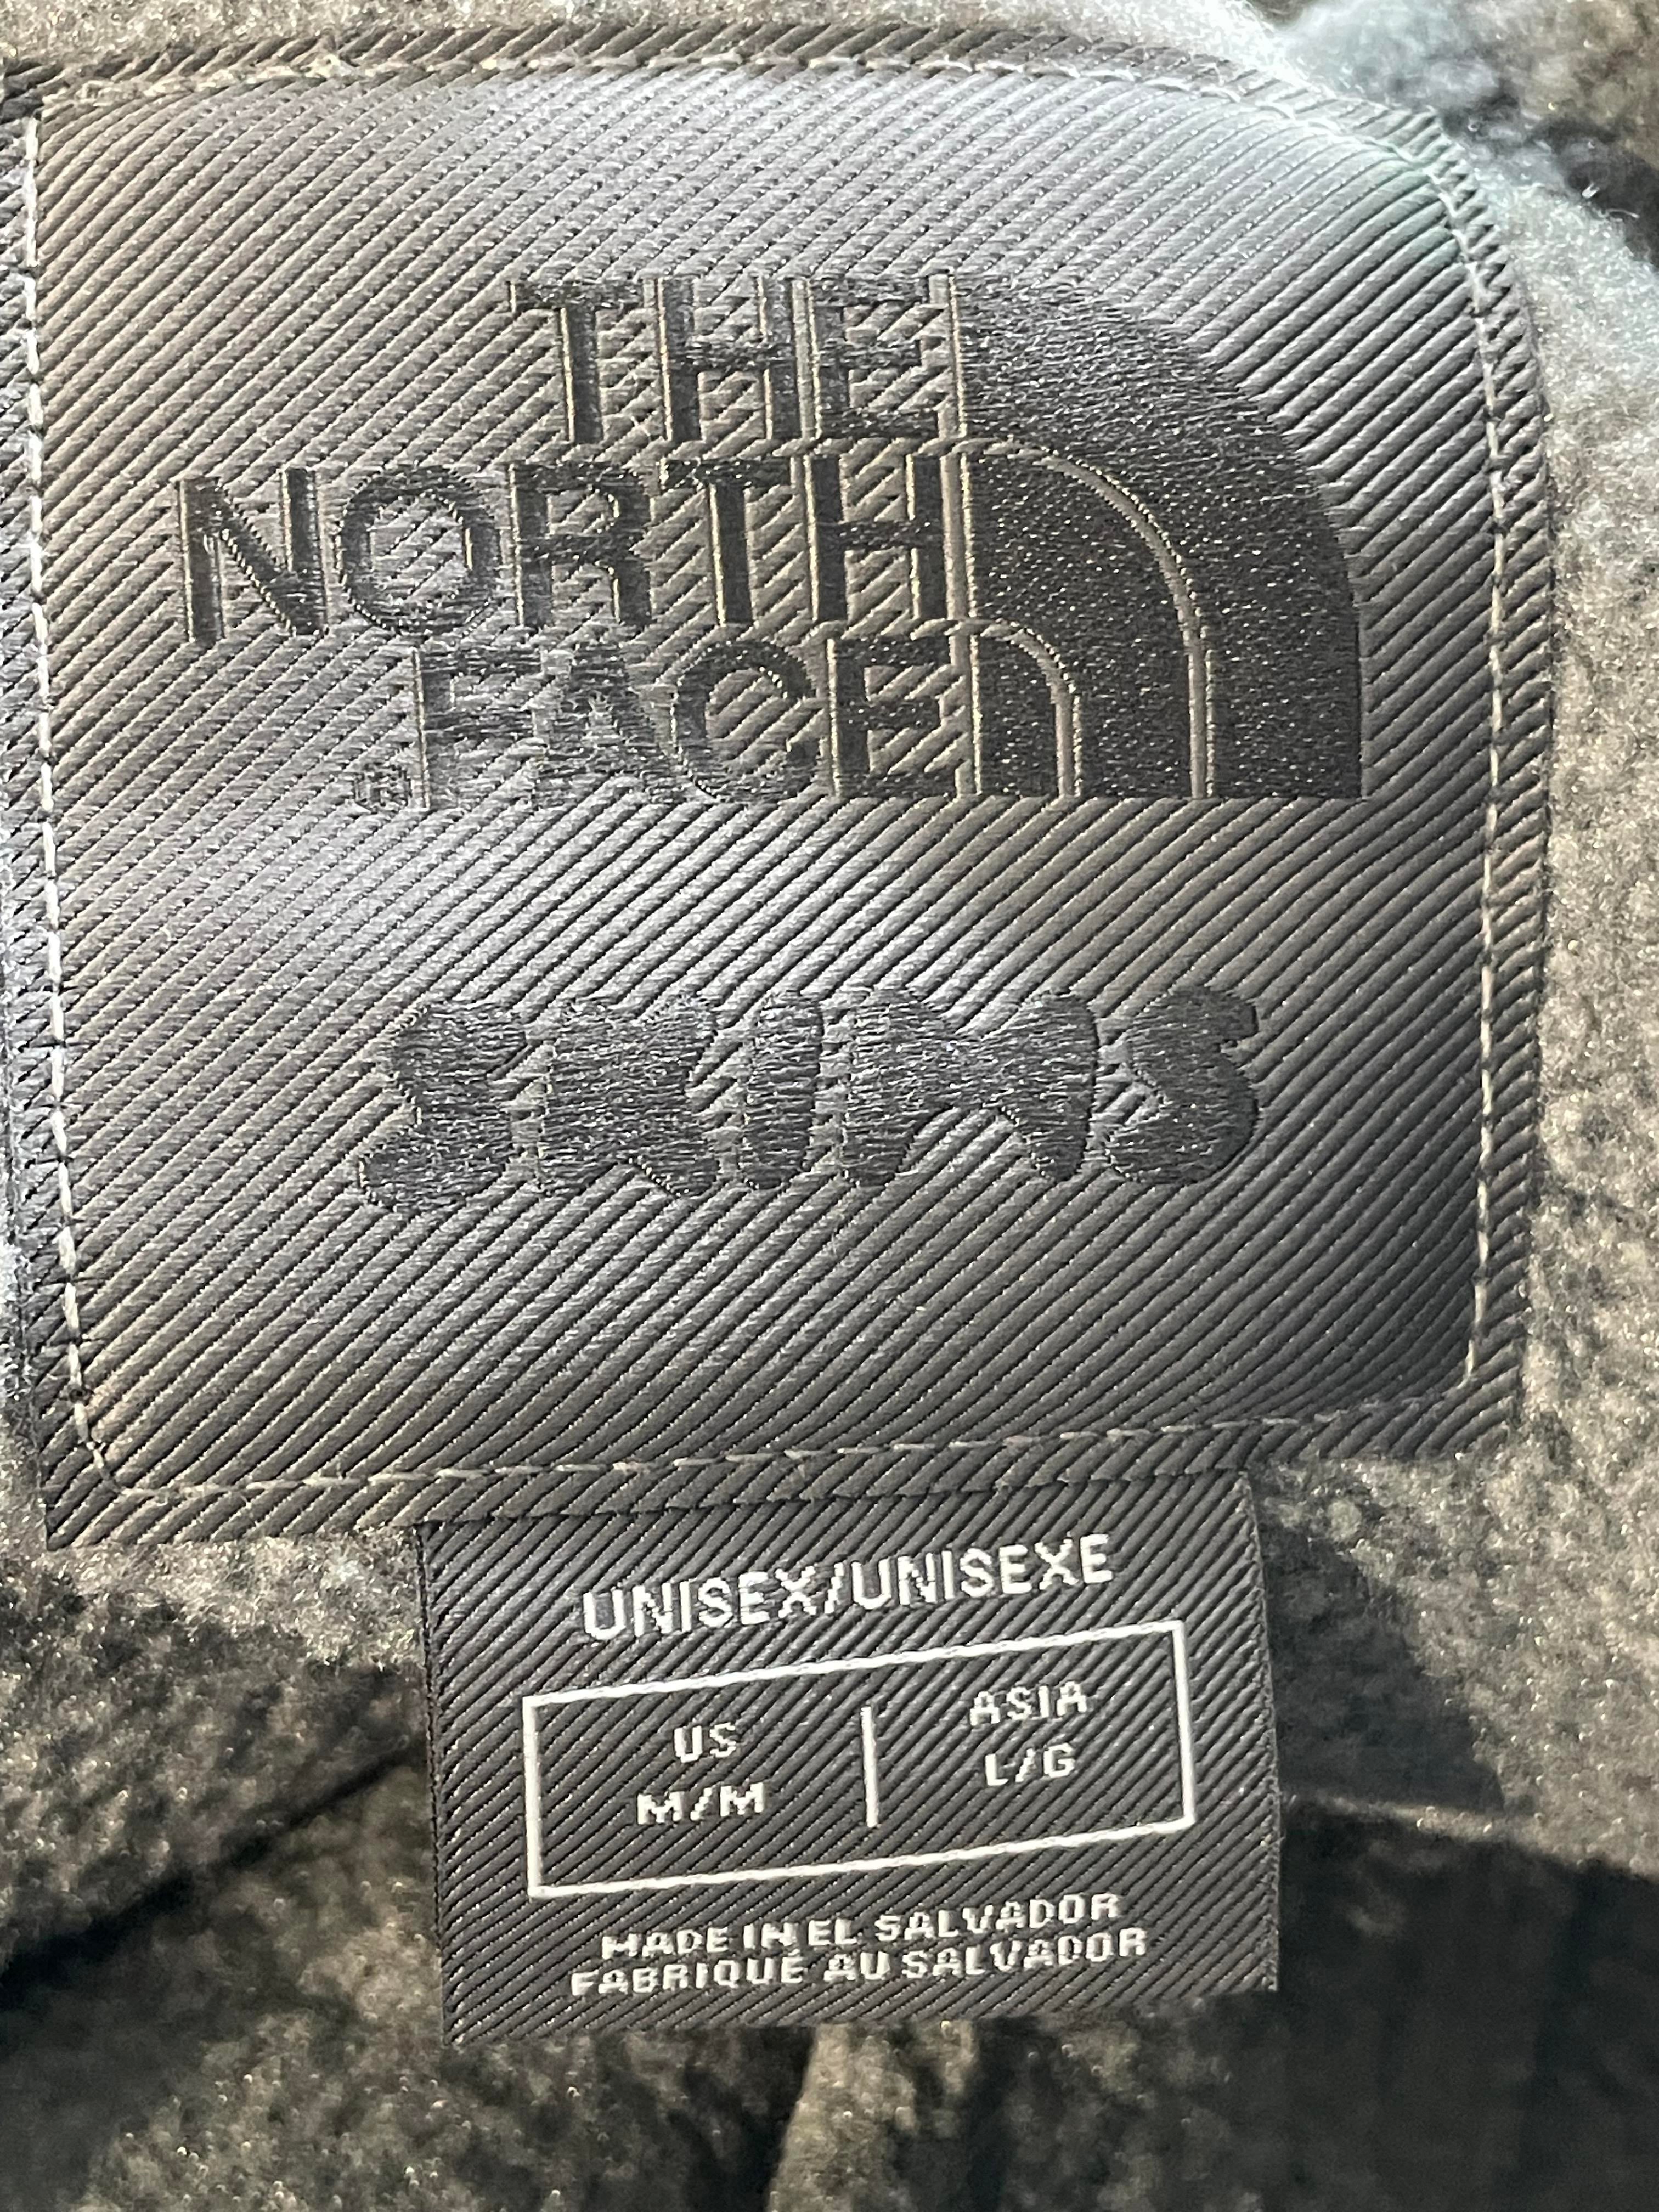 THE
NORTH
FACE
®
SKIMS
UNISEX/UNISEXE
US
M/M
ASIA
L/G
MADE IN EL SALVADOR
FABRIQUÉ AU SALVADOR